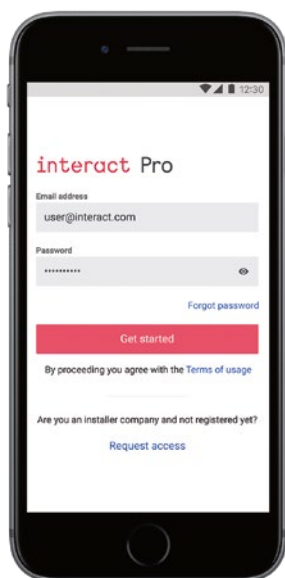 12:30
interact Pro
Email address
user@interact.com
Password
••••••••••
Forgot password
Get started
By proceeding you agree with the Terms of usage
Are you an installer company and not registered yet?
Request access